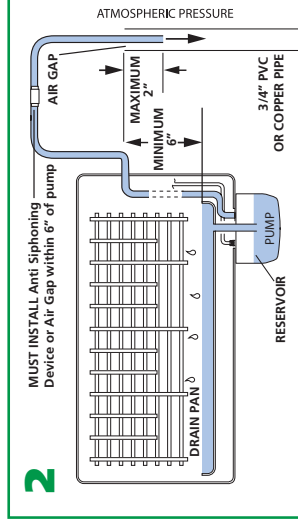 2
ATMOSPHERIC PRESSURE
MUST INSTALL Anti Siphoning
Device or Air Gap within 6" of pump
AIR GAP
MAXIMUM
2"
MINIMUM
6"
3/4" PVC
OR COPPER PIPE
DRAIN PAN
PUMP
RESERVOIR